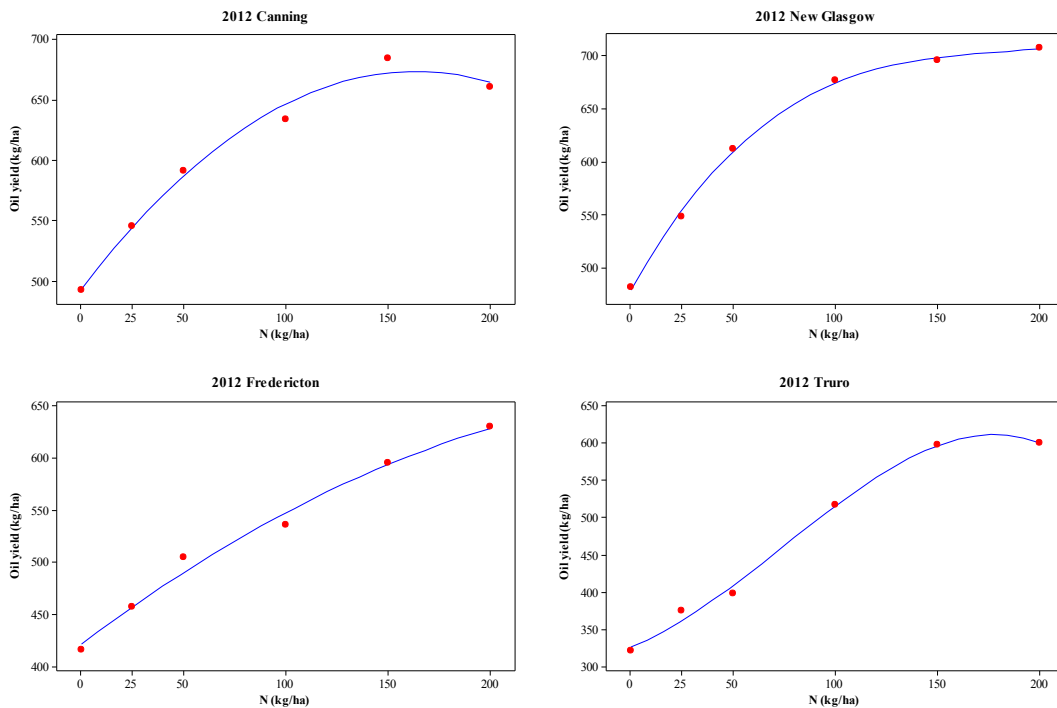 2012 Canning
700
650
600
550
500
Oil yield (kg/ha)
0 25 50 100 150 200
N (kg/ha)
2012 New Glasgow
700
650
600
550
500
Oil yield (kg/ha)
0 25 50 100 150 200
N (kg/ha)
2012 Fredericton
650
600
550
500
450
400
Oil yield (kg/ha)
0 25 50 100 150 200
N (kg/ha)
2012 Truro
650
600
550
500
450
400
350
300
Oil yield (kg/ha)
0 25 50 100 150 200
N (kg/ha)